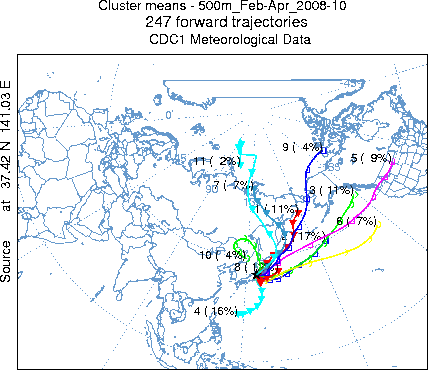 Cluster means - 500m_Feb-Apr_2008-10
247 forward trajectories
CDC1 Meteorological Data
Source at 37.42 N 141.03 E
9 ( 4%)
5 ( 9%)
11 ( 2%)
7 ( 7%)
3 (11%)
1 (11%)
6 ( 7%)
17%)
10 ( 4%)
8 (1
4 (16%)